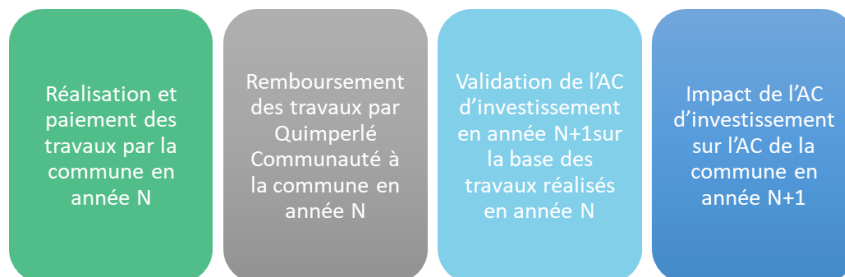 Réalisation et
paiement des
travaux par la
commune en
année N
Remboursement
des travaux par
Quimperlé
Communauté à
la commune en
année N
Validation de l'AC
d'investissement
en année N+1sur
la base des
travaux réalisés
en année N
Impact de l'AC
d'investissement
sur l'AC de la
commune en
année N+1